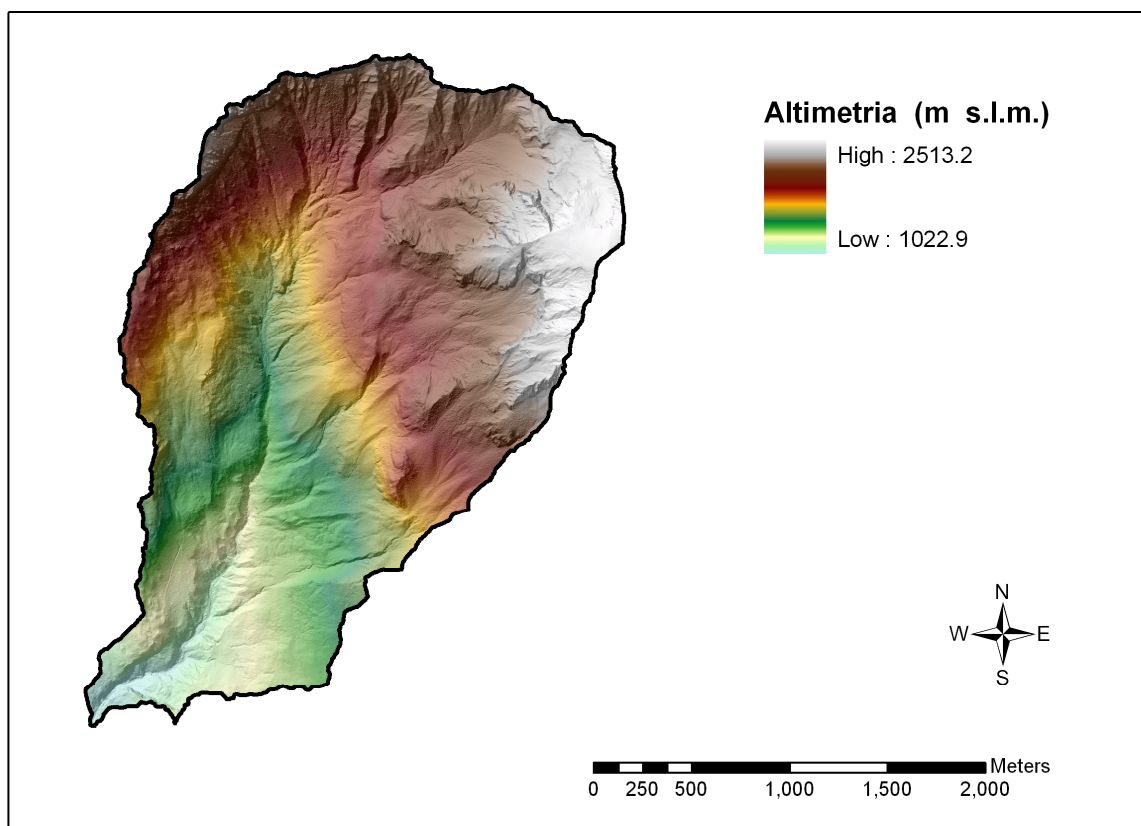 Altimetria (m s.l.m.)
High : 2513.2
Low : 1022.9
N
W E
S
Meters
0 250 500 1,000 1,500 2,000